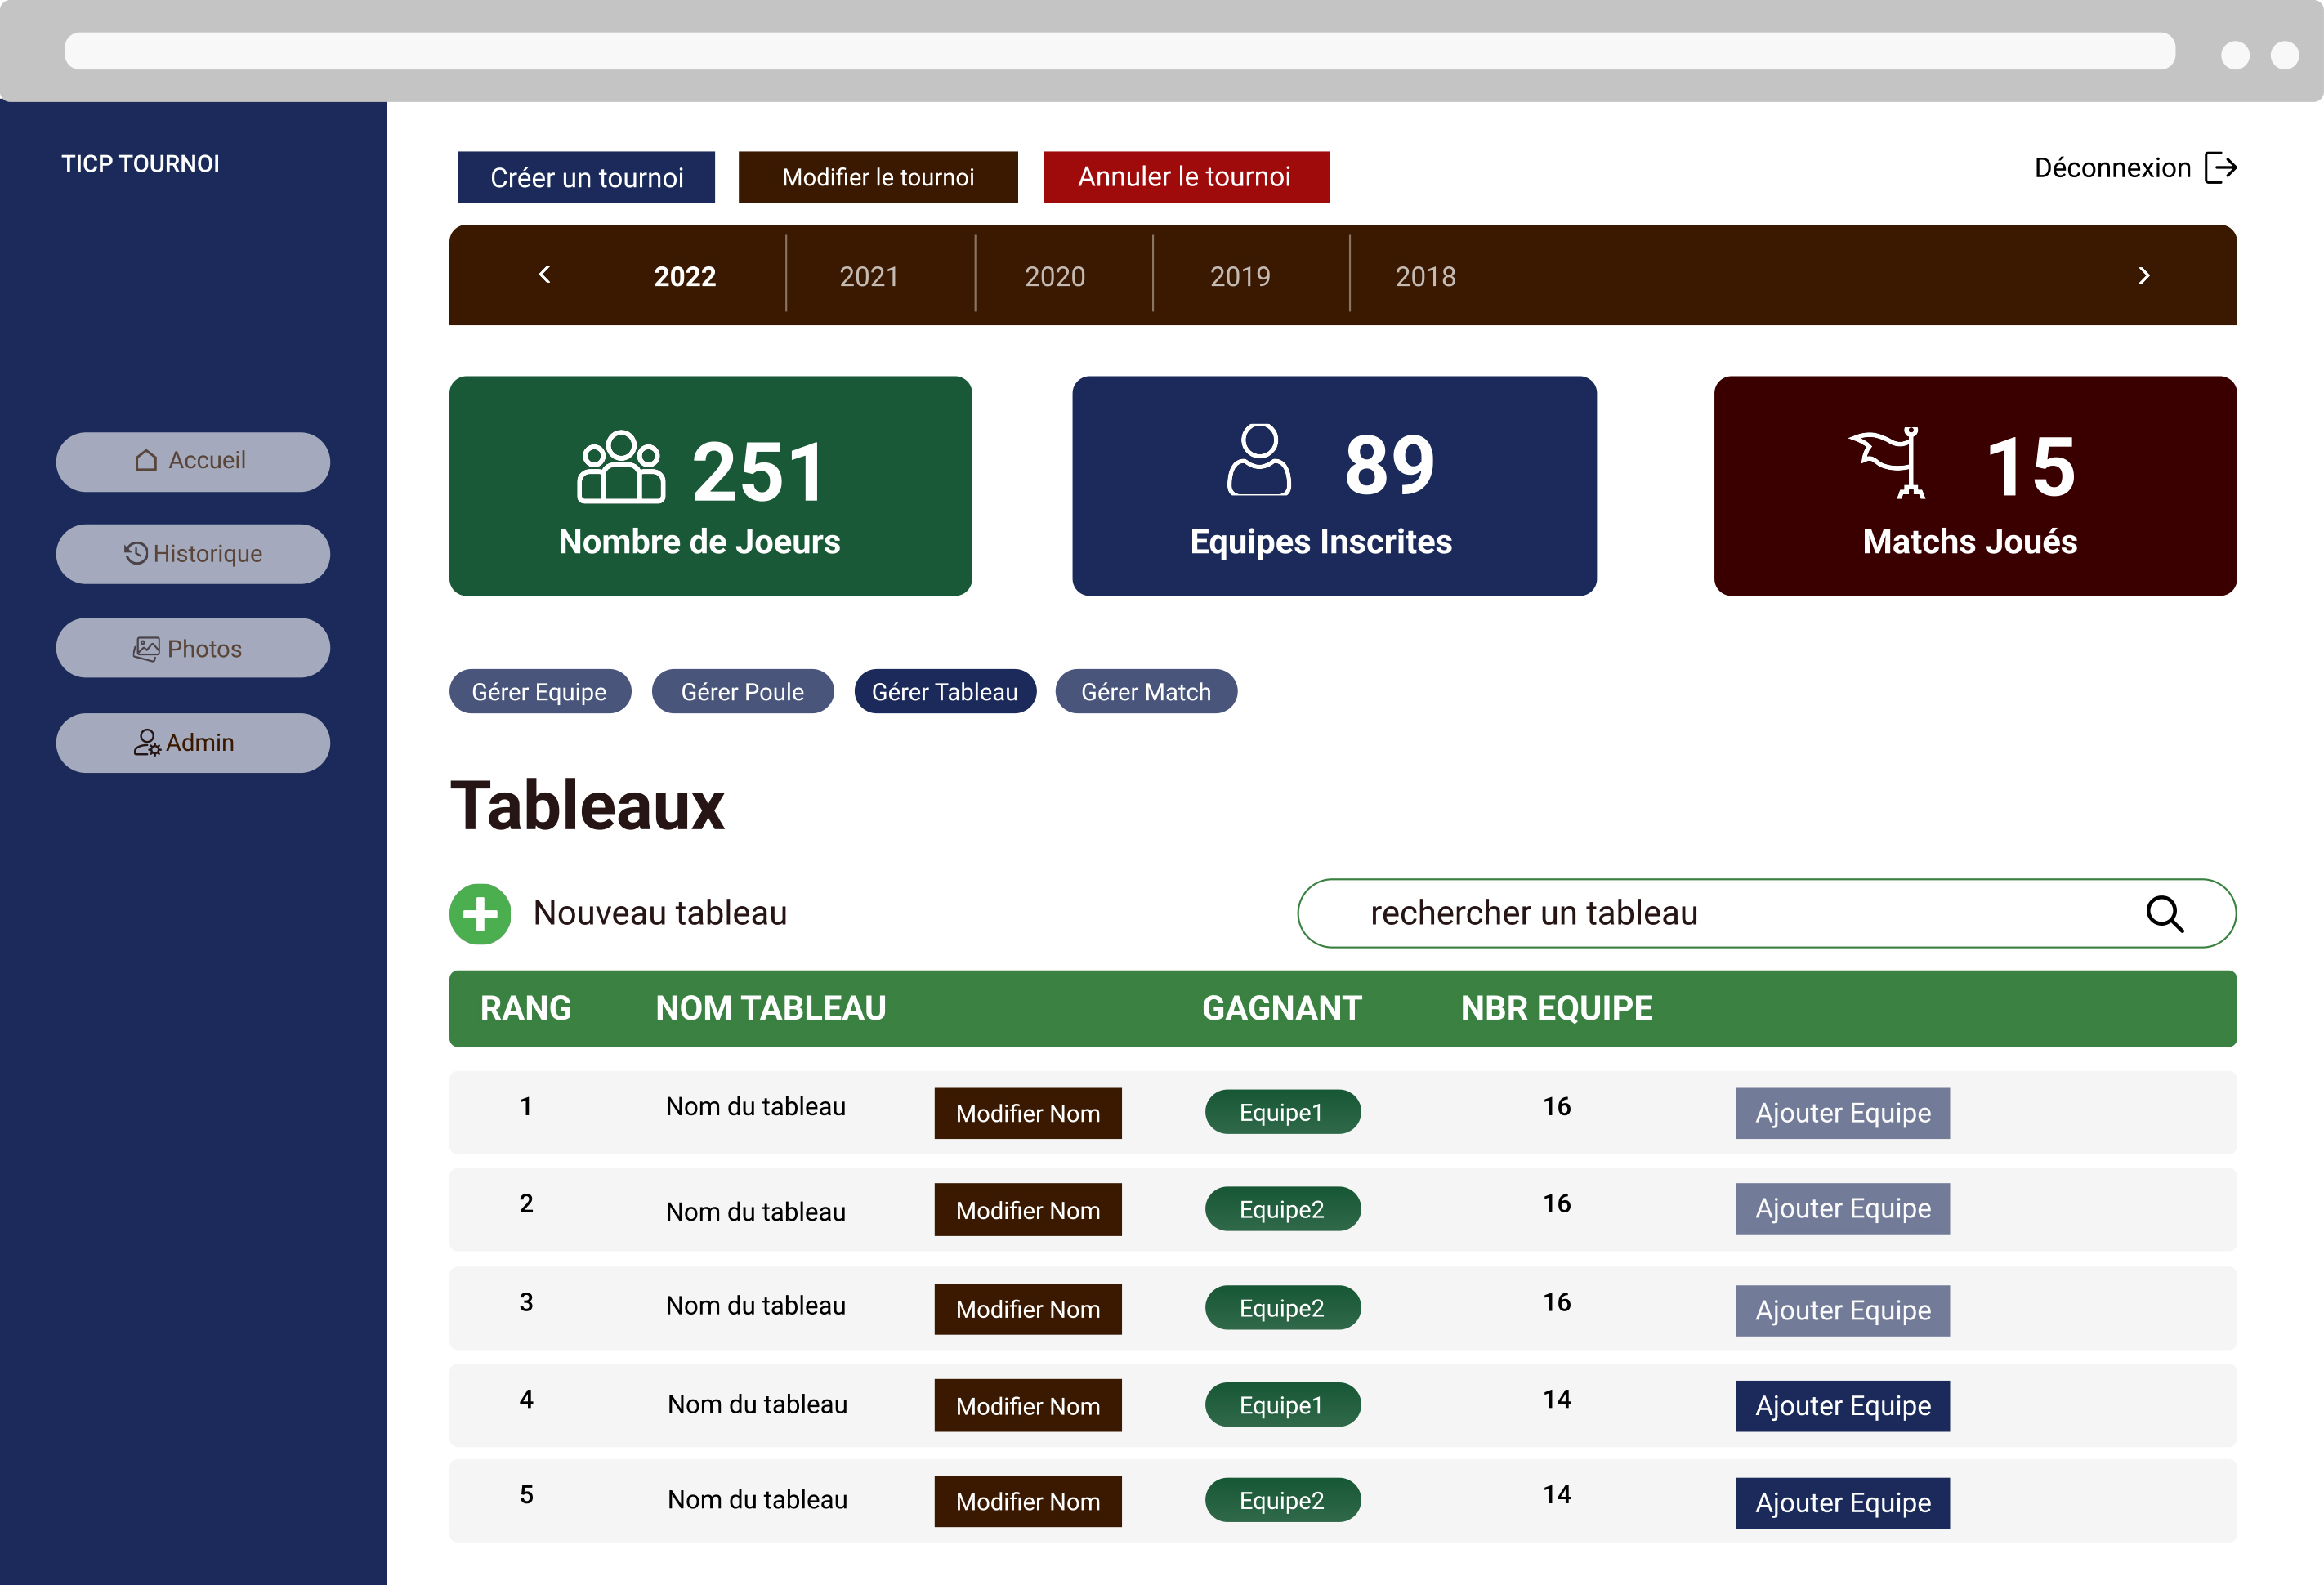 TICP TOURNOI
Créer un tournoi
Modifier le tournoi
Annuler le tournoi
Déconnexion
2022 2021 2020 2019 2018
Accueil
Historique
Photos
Admin
251
Nombre de Joeurs
89
Equipes Inscrites
15
Matchs Joués
Gérer Equipe
Gérer Poule
Gérer Tableau
Gérer Match
Tableaux
Nouveau tableau
rechercher un tableau
RANG NOM TABLEAU GAGNANT NBR EQUIPE
1 Nom du tableau Modifier Nom Equipe1 16 Ajouter Equipe
2 Nom du tableau Modifier Nom Equipe2 16 Ajouter Equipe
3 Nom du tableau Modifier Nom Equipe2 16 Ajouter Equipe
4 Nom du tableau Modifier Nom Equipe1 14 Ajouter Equipe
5 Nom du tableau Modifier Nom Equipe2 14 Ajouter Equipe